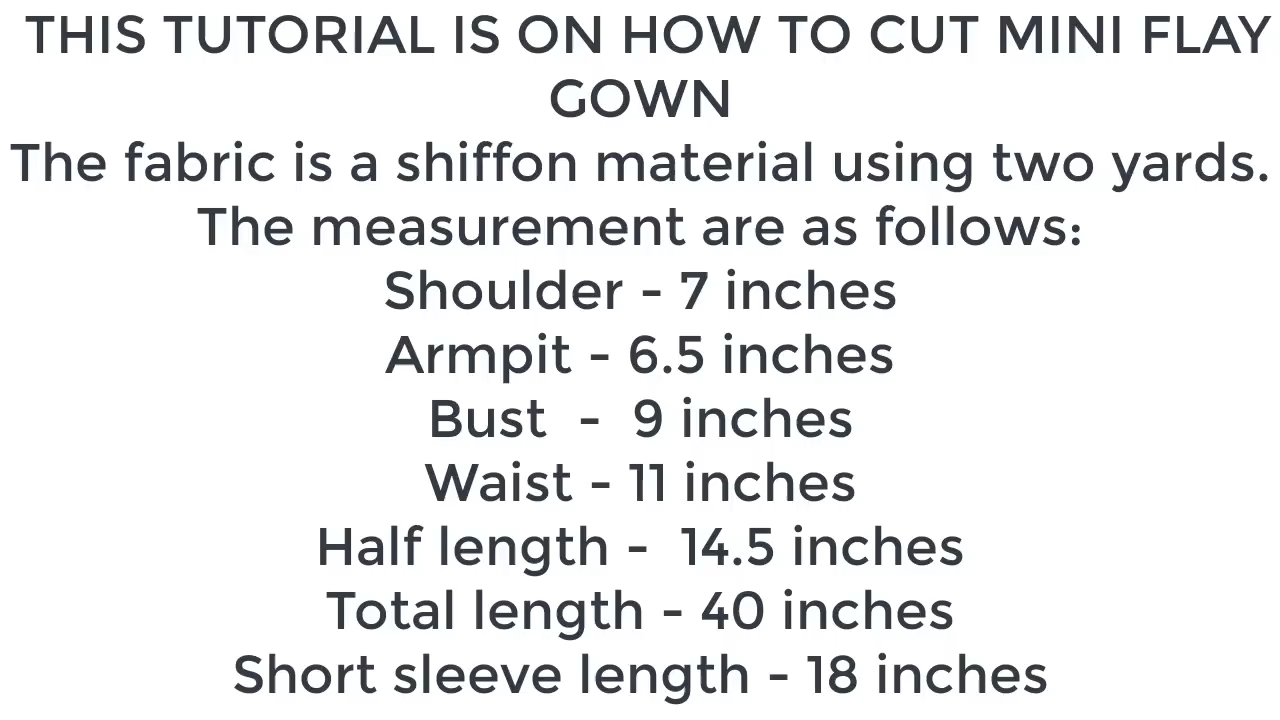 THIS TUTORIAL IS ON HOW TO CUT MINI FLAY
GOWN
The fabric is a shiffon material using two yards.
The measurement are as follows:
Shoulder - 7 inches
Armpit - 6.5 inches
Bust - 9 inches
Waist - 11 inches
Half length - 14.5 inches
Total length - 40 inches
Short sleeve length - 18 inches